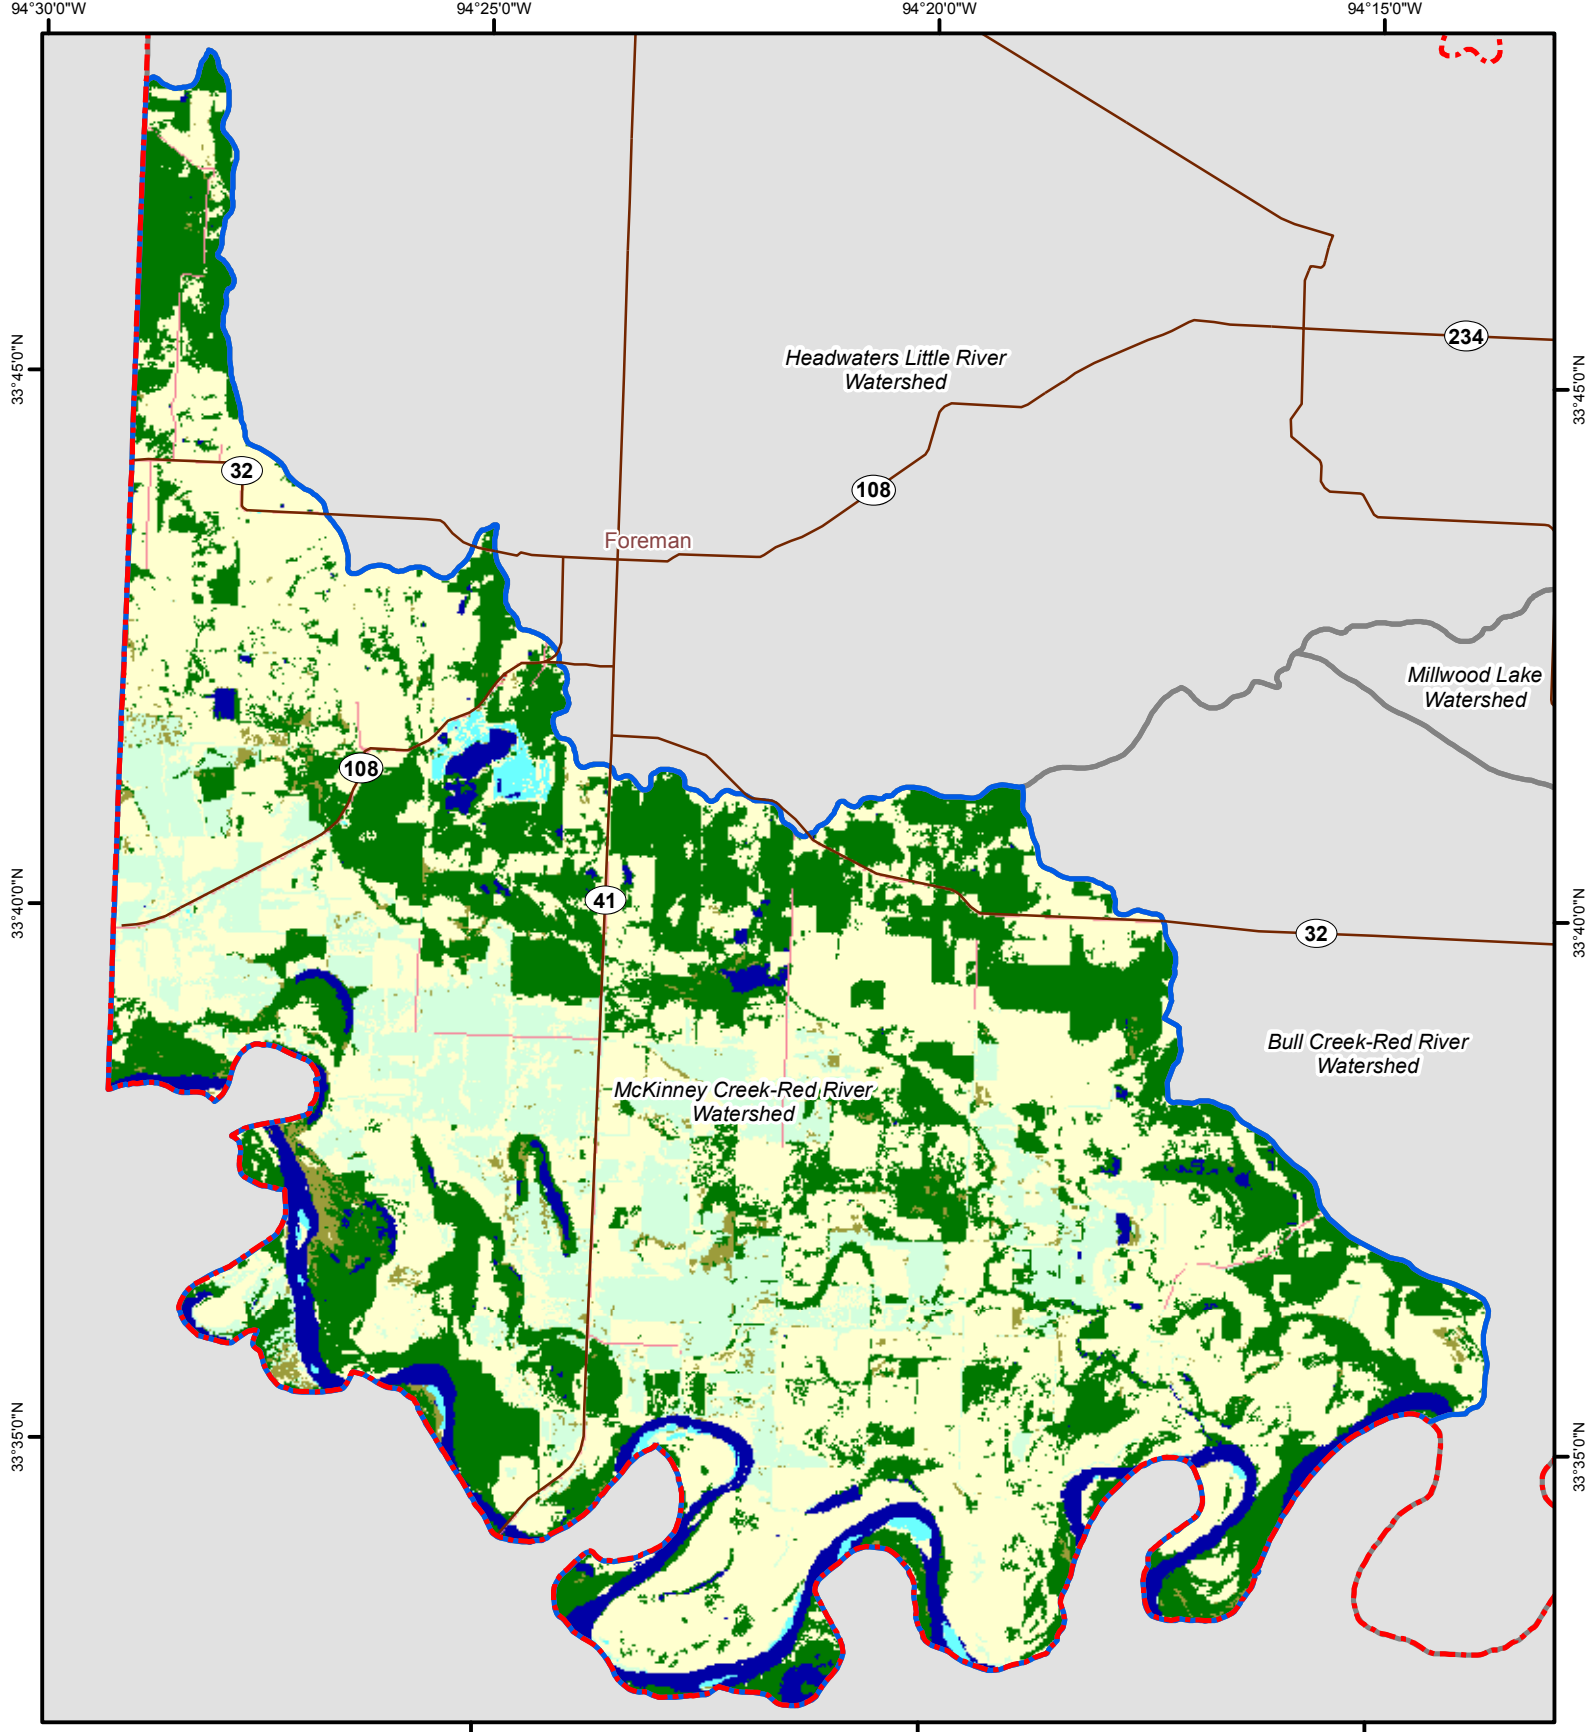 94°30'0"W
94°25'0"W
94°20'0"W
94°15'0"W
234
Headwaters Little River
Watershed
33°45'0"N
33°45'0"N
32
108
Foreman
Millwood Lake
Watershed
108
41
33°40'0"N
33°40'0"N
32
Bull Creek-Red River
Watershed
McKinney Creek-Red River
Watershed
33°35'0"N
33°35'0"N